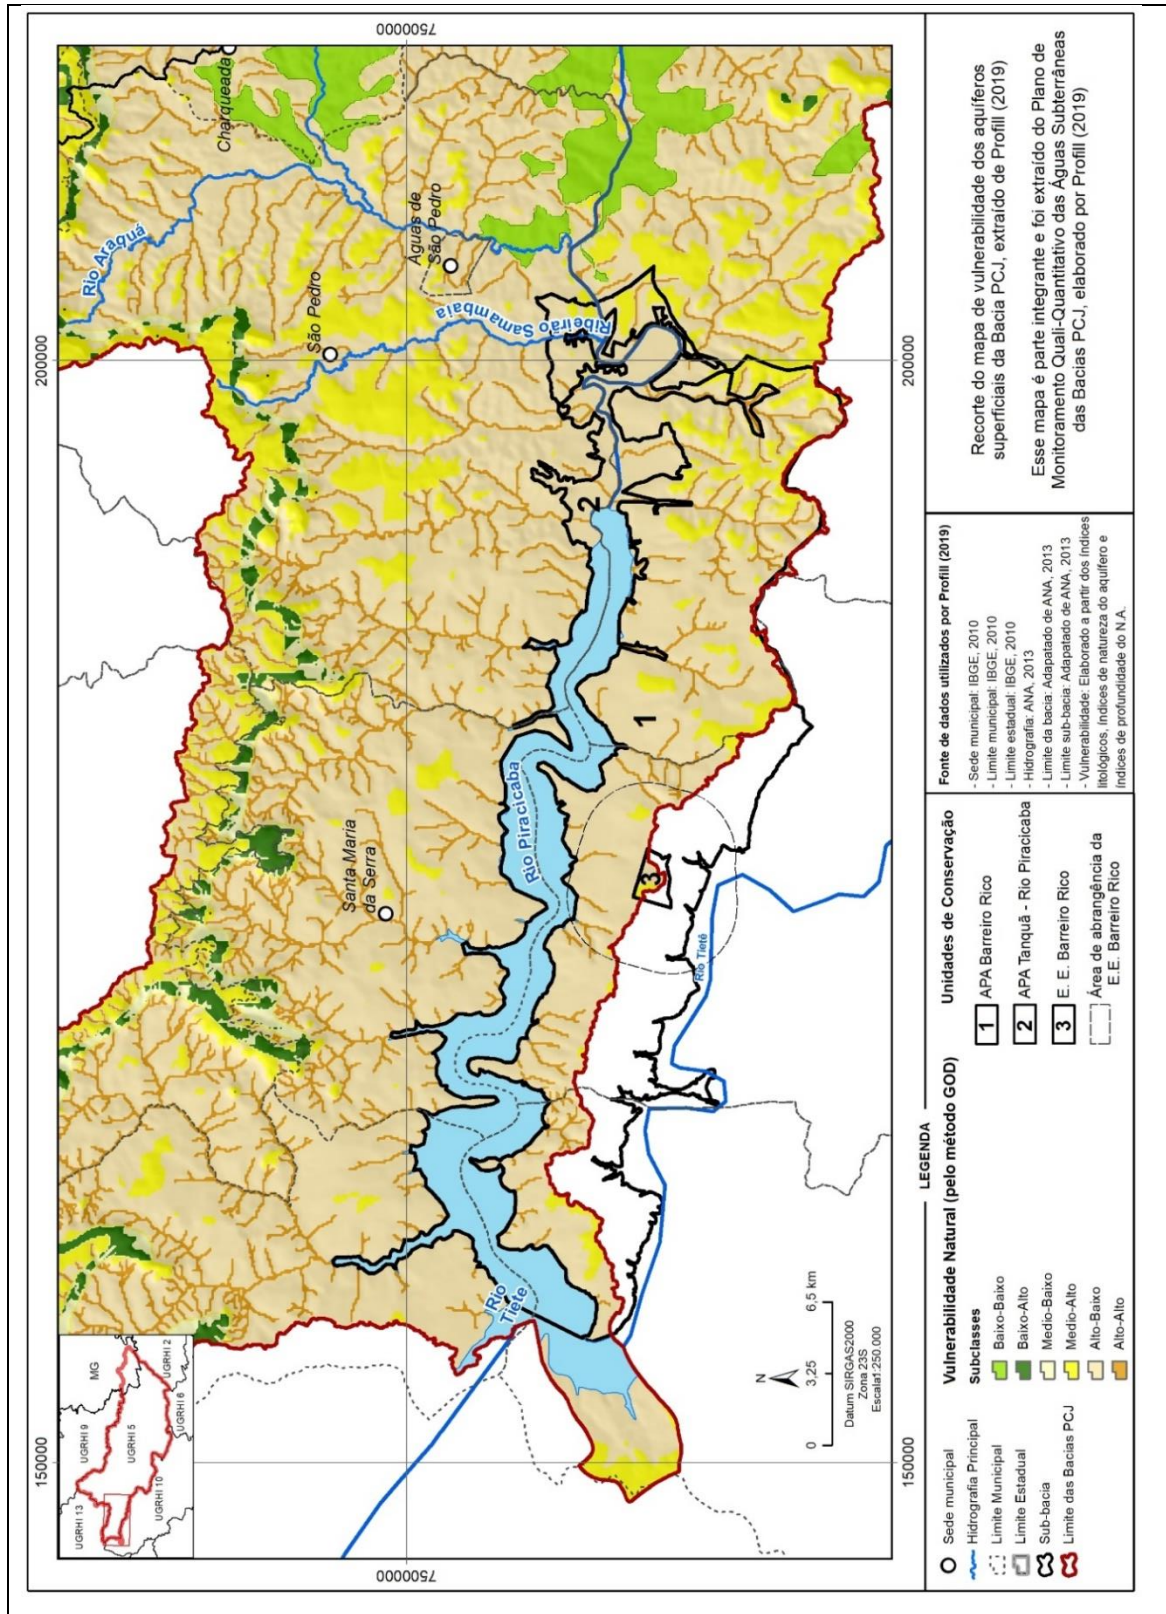 150000
200000
7500000
7500000
150000
200000
UGRHI 13
UGRHI 9
MG
UGRHI 5
UGRHI 10
UGRHI 6
UGRHI 2
Rio Araquá
Charqueada
São Pedro
Águas de
São Pedro
Ribeirão Samambaia
Santa Maria
da Serra
Rio Piracicaba
Rio
Tiete
Rio Tietê
1
2
3
N
0
3,25
6,5 km
Datum SIRGAS2000
Zona 23S
Escala1:250.000
LEGENDA
Sede municipal
Hidrografia Principal
Limite Municipal
Limite Estadual
Sub-bacia
Limite das Bacias PCJ
Vulnerabilidade Natural (pelo método GOD)
Subclasses
Baixo-Baixo
Baixo-Alto
Medio-Baixo
Medio-Alto
Alto-Baixo
Alto-Alto
Unidades de Conservação
1 APA Barreiro Rico
2 APA Tanquã - Rio Piracicaba
3 E. E. Barreiro Rico
Área de abrangência da
E.E. Barreiro Rico
Fonte de dados utilizados por Profill (2019)
- Sede municipal: IBGE, 2010
- Limite municipal: IBGE, 2010
- Limite estadual: IBGE, 2010
- Hidrografia: ANA, 2013
- Limite da bacia: Adapatado de ANA, 2013
- Limite sub-bacia: Adapatado de ANA, 2013
- Vulnerabilidade: Elaborado a partir dos índices
litológicos, índices de natureza do aquífero e
índices de profundidade do N.A.
Recorte do mapa de vulnerabilidade dos aquíferos
superficiais da Bacia PCJ, extraído de Profill (2019)
Esse mapa é parte integrante e foi extraído do Plano de
Monitoramento Quali-Quantitativo das Águas Subterrâneas
das Bacias PCJ, elaborado por Profill (2019)